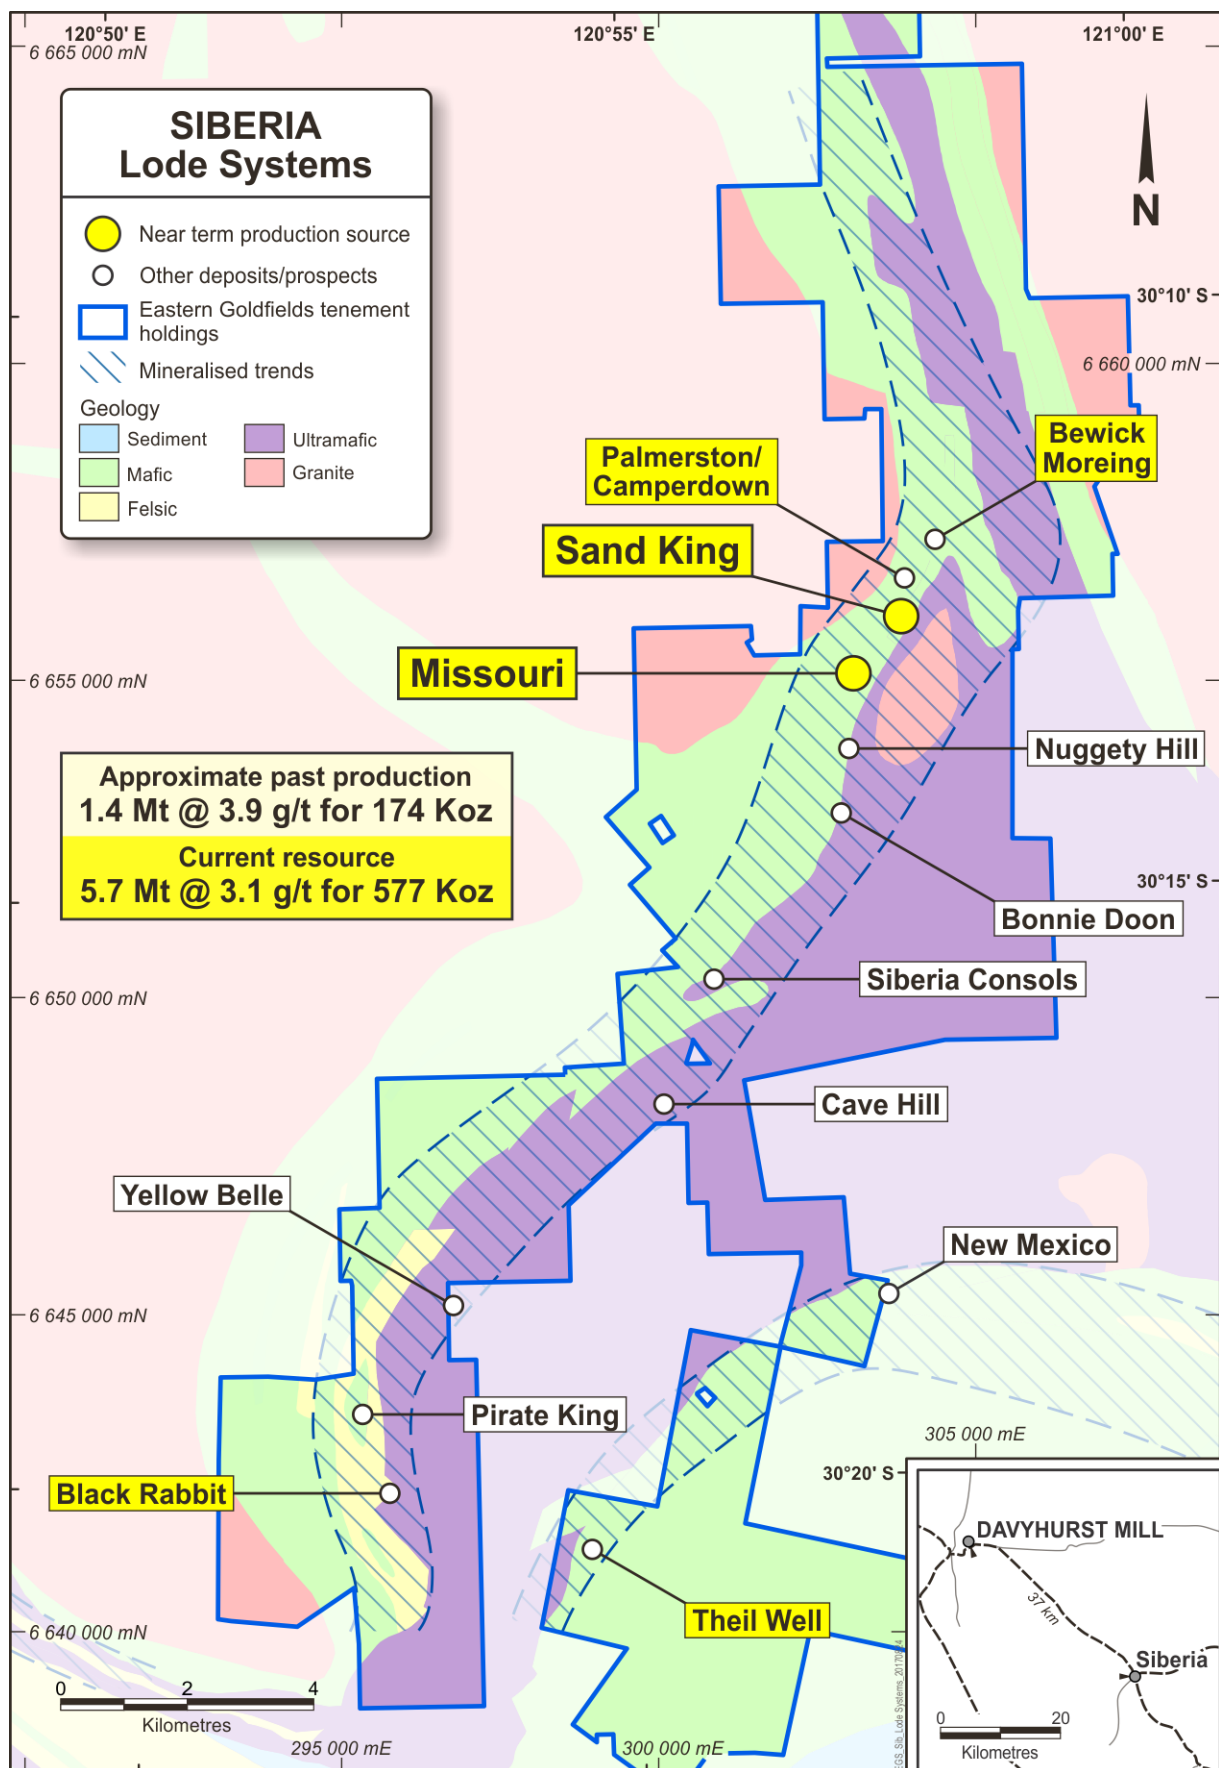 120°50' E
120°55' E
121°00' E
6 665 000 mN
SIBERIA
Lode Systems
Near term production source
Other deposits/prospects
Eastern Goldfields tenement
holdings
Mineralised trends
Geology
Sediment
Ultramafic
Mafic
Granite
Felsic
N
30°10' S
6 660 000 mN
Bewick
Moreing
Palmerston/
Camperdown
Sand King
Missouri
6 655 000 mN
Nuggety Hill
Approximate past production
1.4 Mt @ 3.9 g/t for 174 Koz
Current resource
5.7 Mt @ 3.1 g/t for 577 Koz
30°15' S
Bonnie Doon
Siberia Consols
6 650 000 mN
Cave Hill
Yellow Belle
New Mexico
6 645 000 mN
Pirate King
305 000 mE
30°20' S
Black Rabbit
DAVYHURST MILL
37 km
Theil Well
6 640 000 mN
Siberia
0 2 4
Kilometres
0 20
Kilometres
295 000 mE
300 000 mE